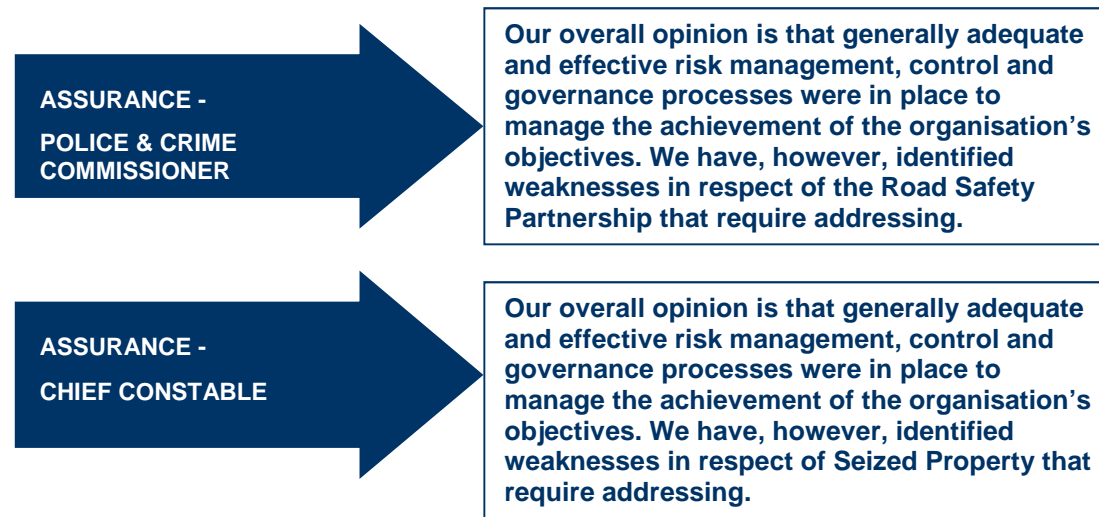 ASSURANCE -
POLICE & CRIME
COMMISSIONER
Our overall opinion is that generally adequate
and effective risk management, control and
governance processes were in place to
manage the achievement of the organisation's
objectives. We have, however, identified
weaknesses in respect of the Road Safety
Partnership that require addressing.
ASSURANCE -
CHIEF CONSTABLE
Our overall opinion is that generally adequate
and effective risk management, control and
governance processes were in place to
manage the achievement of the organisation's
objectives. We have, however, identified
weaknesses in respect of Seized Property that
require addressing.